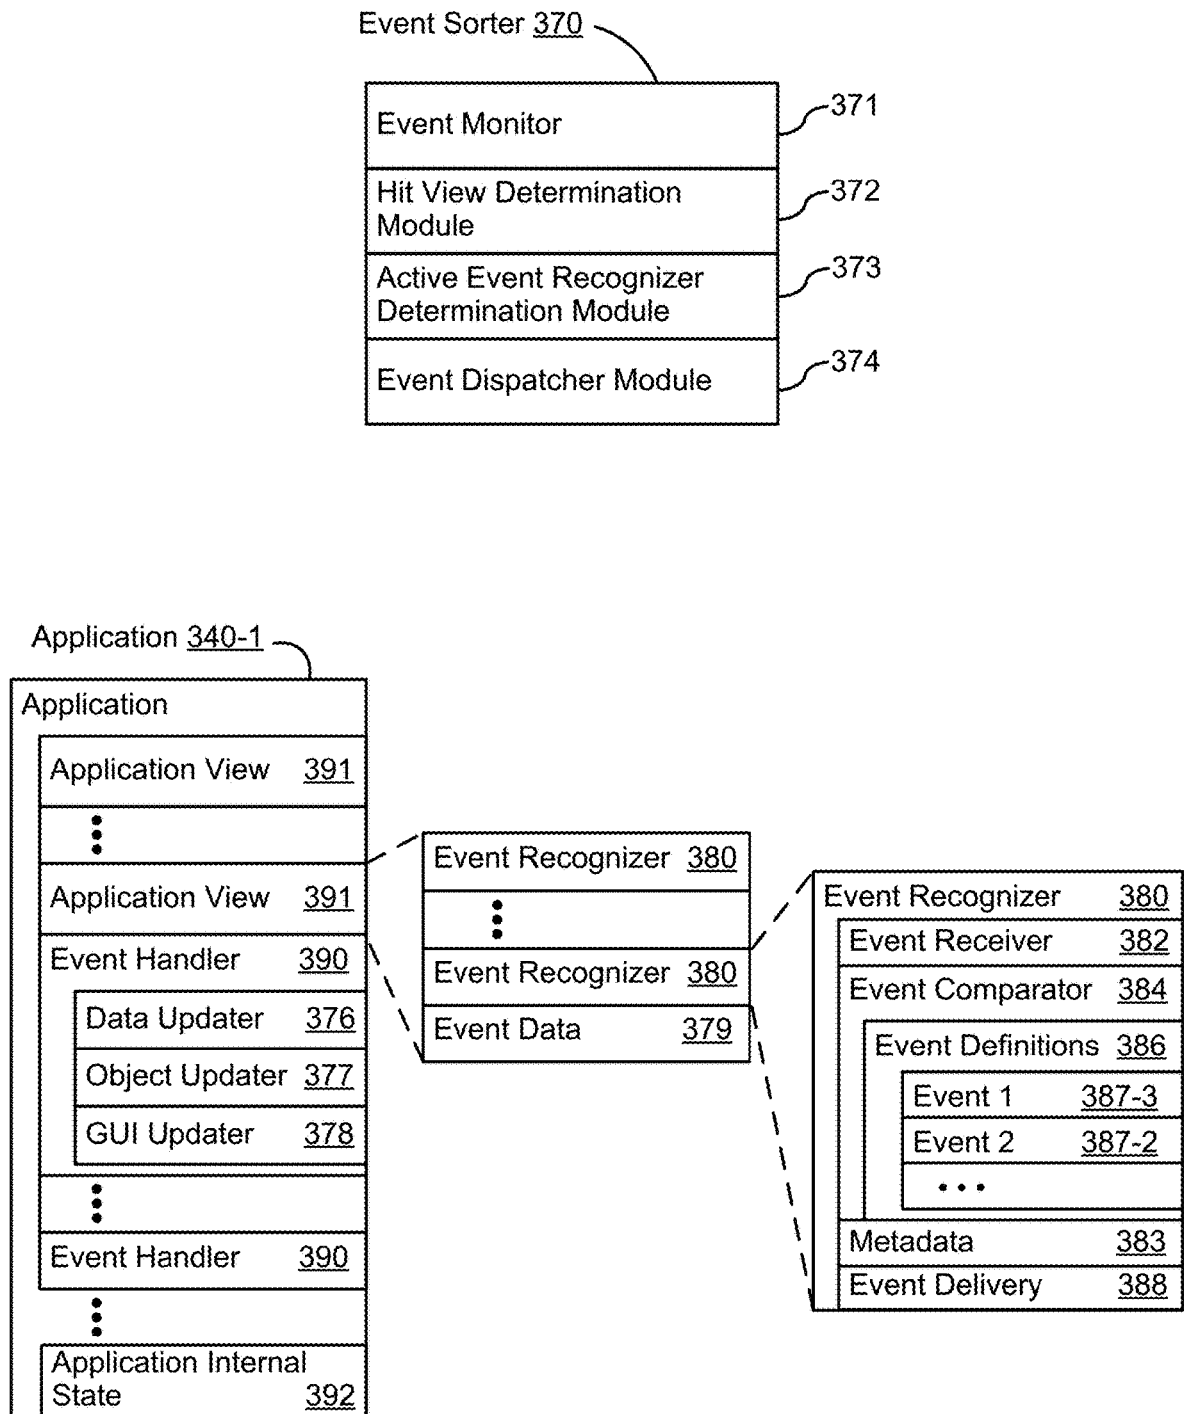 Event Sorter 370
Event Monitor
371
Hit View Determination
Module
372
Active Event Recognizer
Determination Module
373
Event Dispatcher Module
374
Application 340-1
Application
Application View 391
Application View 391
Event Handler 390
Data Updater 376
Object Updater 377
GUI Updater 378
Event Handler 390
Application Internal
State 392
Event Recognizer 380
Event Recognizer 380
Event Data 379
Event Recognizer 380
Event Receiver 382
Event Comparator 384
Event Definitions 386
Event 1 387-3
Event 2 387-2
Metadata 383
Event Delivery 388